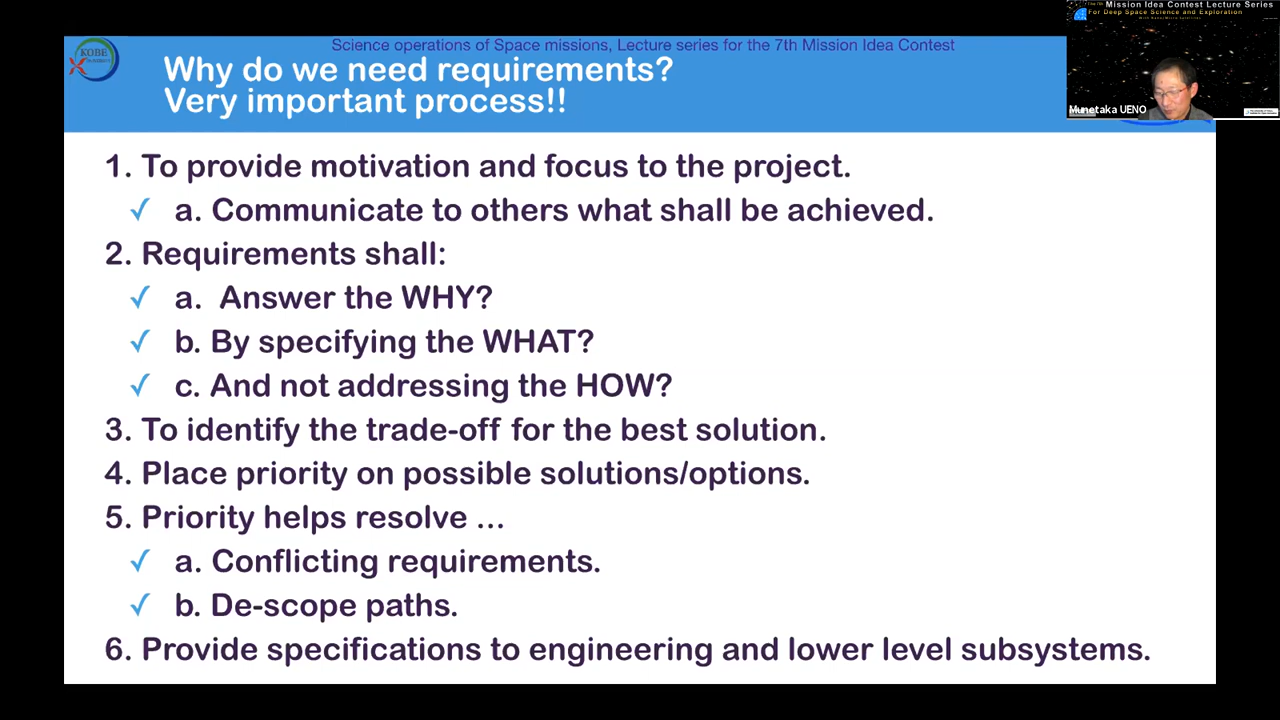 Science operations of Space missions, Lecture series for the 7th Mission Idea Contest
KOBE
Why do we need requirements?
Very important process!!
Mission Idea Contest Lecture Series
For Deep Space Science and Exploration
Munetaka UENO
1. To provide motivation and focus to the project.
✓ a. Communicate to others what shall be achieved.
2. Requirements shall:
✓ a. Answer the WHY?
✓ b. By specifying the WHAT?
✓ c. And not addressing the HOW?
3. To identify the trade-off for the best solution.
4. Place priority on possible solutions/options.
5. Priority helps resolve ...
✓ a. Conflicting requirements.
✓ b. De-scope paths.
6. Provide specifications to engineering and lower level subsystems.